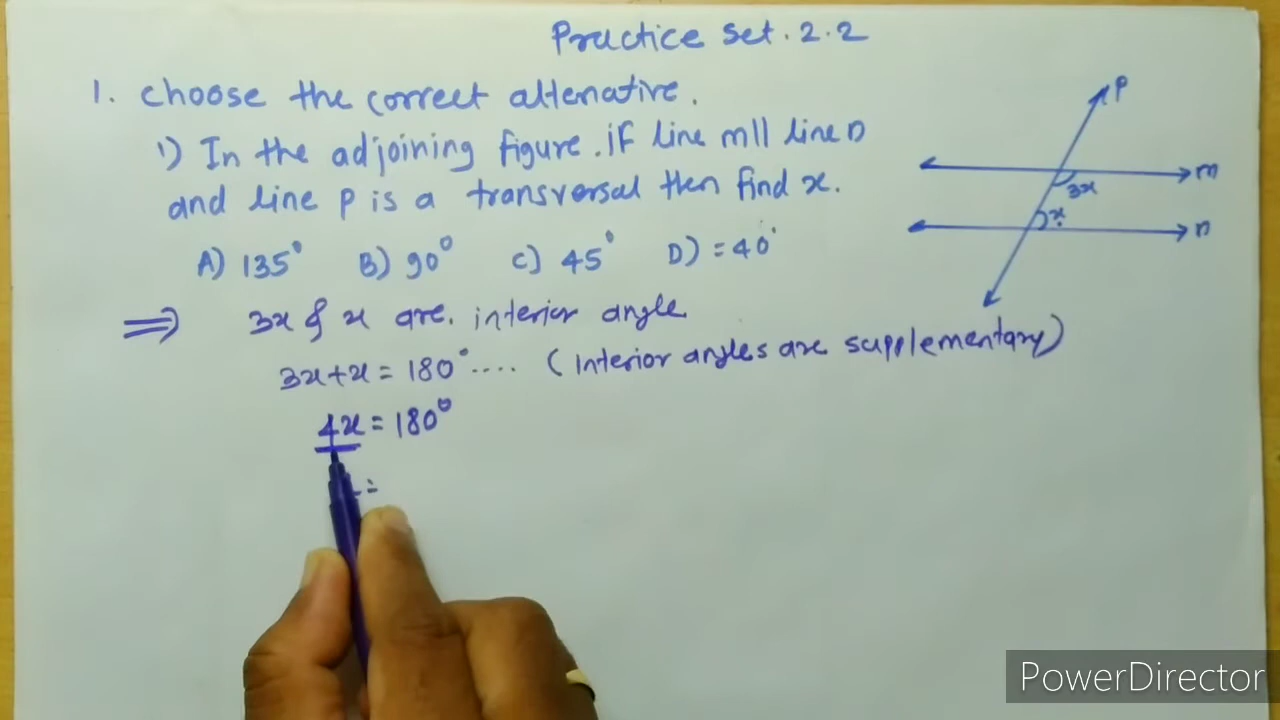 Practice set. 2.2
1. choose the correct altenative.
1) In the adjoining figure. if line m|| line n
and line p is a transversal then find x.
A) 135° B) 90° C) 45° D) = 40°
⇒ 3x & x are. interior angle
3x+x = 180° .... (Interior angles are supplementary)
4x = 180°
=
p
m
3x
x
n
PowerDirector